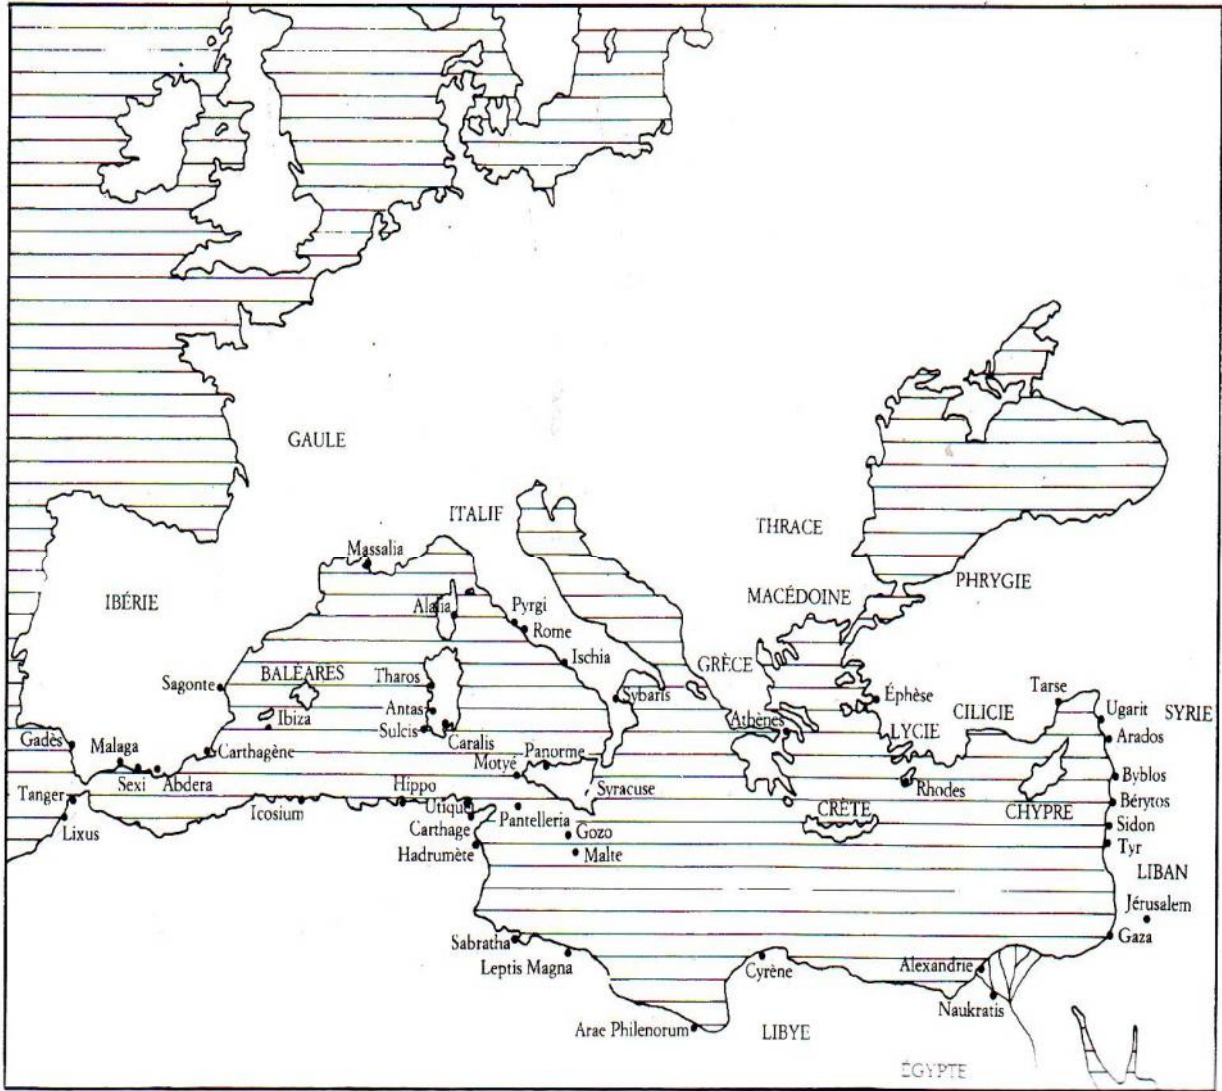 GAULE
ITALIF
THRACE
Massalia
PHRYGIE
IBÉRIE
MACÉDOINE
Alalia
Pyrgi
Rome
GRÈCE
Ischia
BALÉARES
Tharos
Sagonte
Sybaris
Éphèse
Tarse
Antas
Ibiza
Ugarit
SYRIE
CILICIE
Athènes
LYCIE
Sulcis
Caralis
Arados
Gadès
Malaga
Carthagène
Panorme
Motyé
Byblos
Sexi
Abdera
Rhodes
Syracuse
Tanger
Hippo
Utique
Bérytos
Icosium
Pantelleria
CRÈTE
CHYPRE
Lixus
Carthage
Gozo
Sidon
Hadrumète
Malte
Tyr
LIBAN
Jérusalem
Gaza
Sabratha
Leptis Magna
Cyrène
Alexandrie
Naukratis
Arae Philenorum
LIBYE
ÉGYPTE